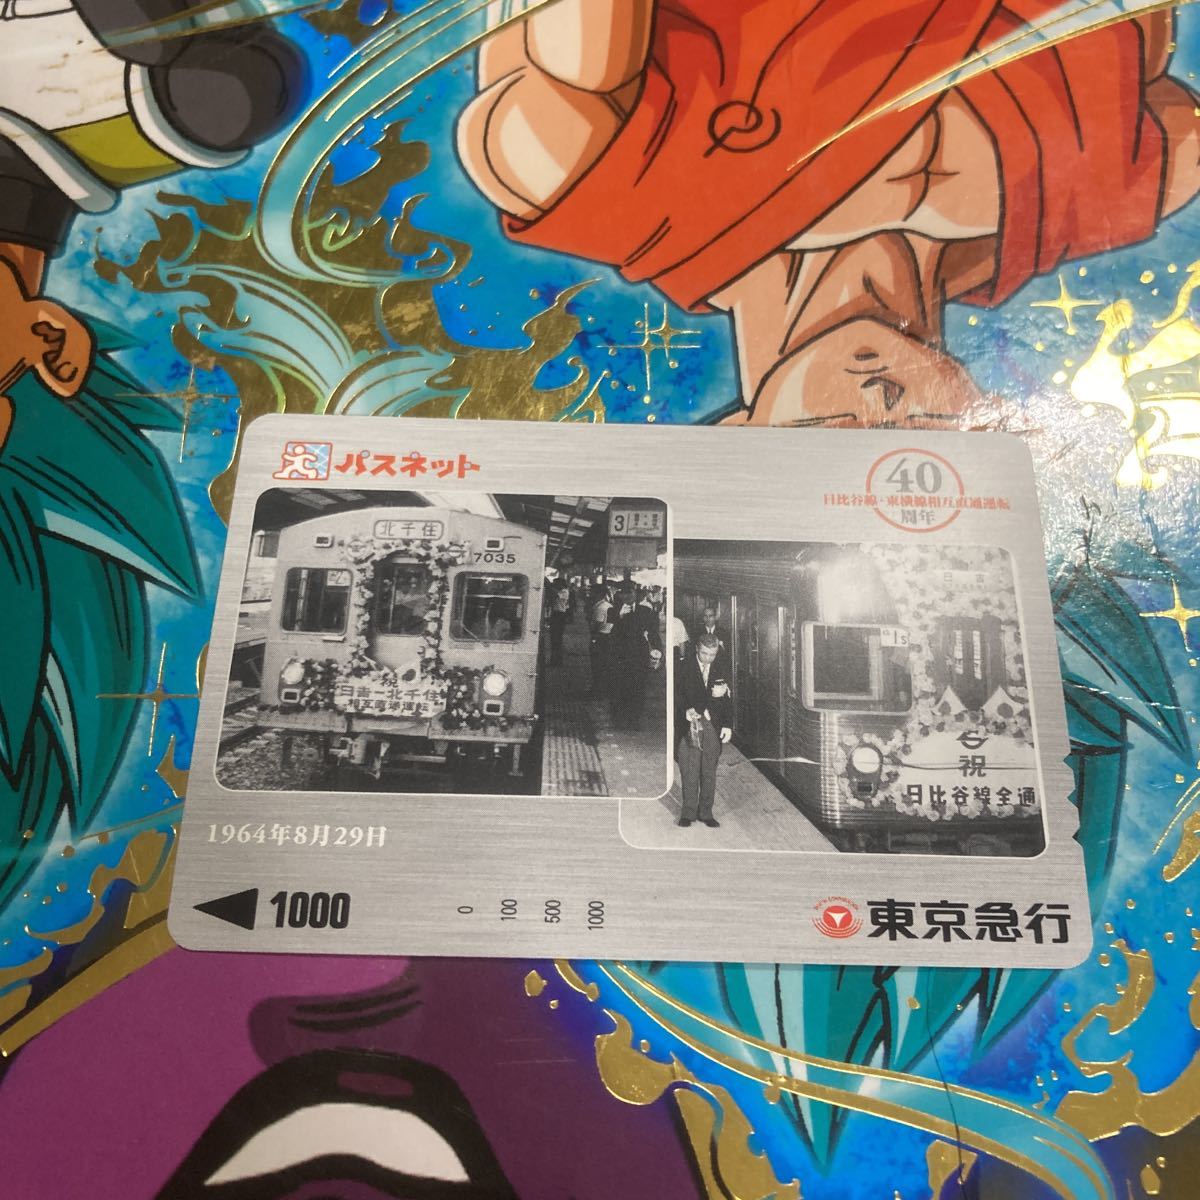 パスネット
40
日比谷線・東横線相互直通運転
周年
北千住
7035
3
祝
日吉－北千住
相互直通運転
日吉
祝
日比谷線全通
1964年8月29日
1000
0 100 500 1000
東京急行